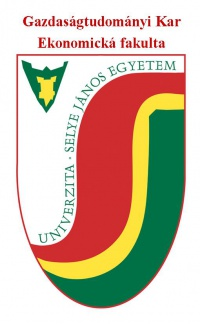 Gazdaságtudományi Kar
Ekonomická fakulta
UNIVERZITA · SELYE JÁNOS EGYETEM